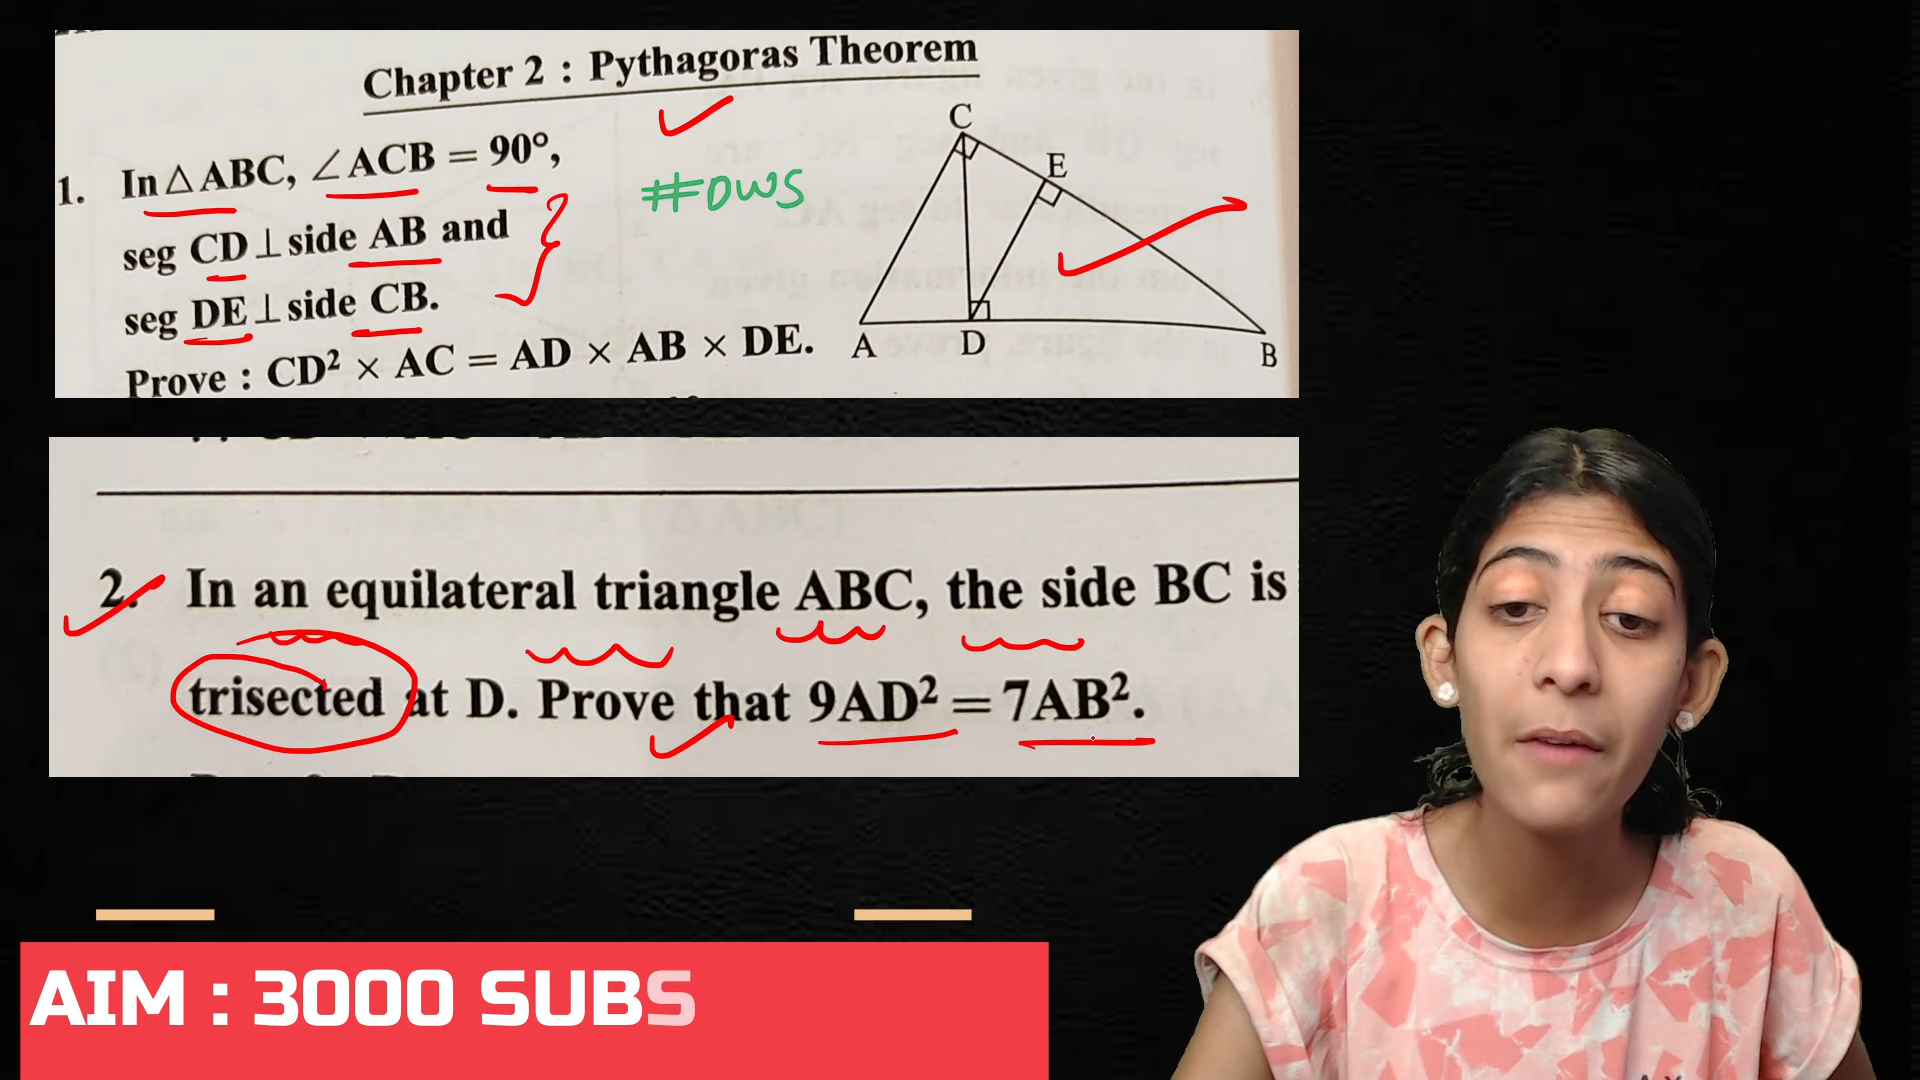 Chapter 2 : Pythagoras Theorem
1. In △ABC, ∠ACB = 90°,
seg CD ⊥ side AB and
seg DE ⊥ side CB.
Prove : CD² × AC = AD × AB × DE.
#OWS
C
E
A
D
B
2. In an equilateral triangle ABC, the side BC is
trisected at D. Prove that 9AD² = 7AB².
AIM : 3000 SUBS